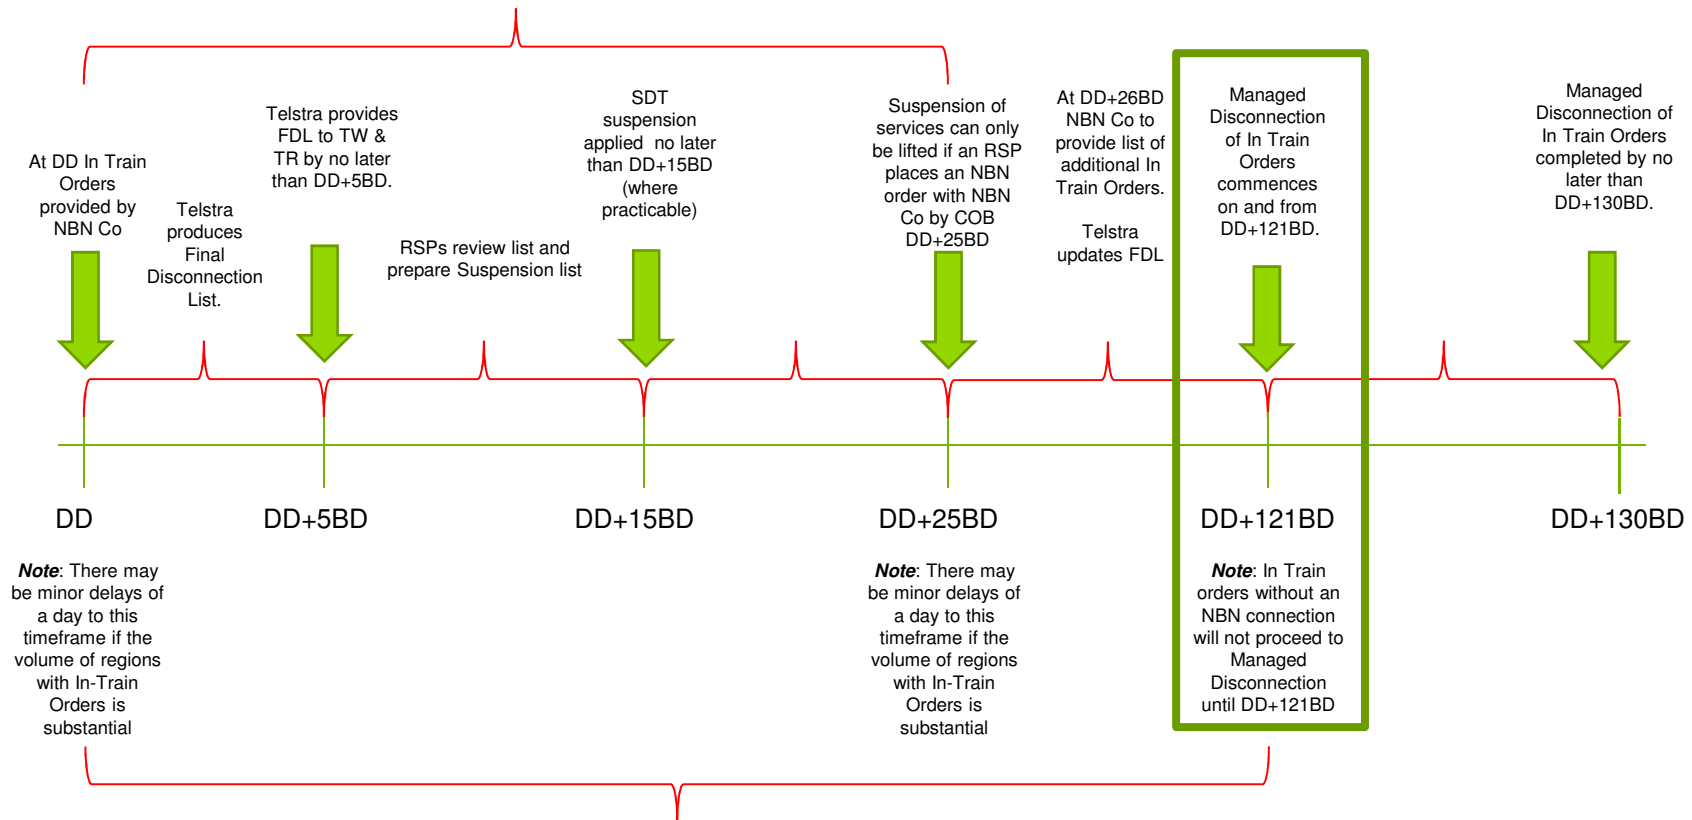 At DD In Train
Orders
provided by
NBN Co
Telstra
produces
Final
Disconnection
List.
Telstra provides
FDL to TW &
TR by no later
than DD+5BD.
RSPs review list and
prepare Suspension list
SDT
suspension
applied no later
than DD+15BD
(where
practicable)
Suspension of
services can only
be lifted if an RSP
places an NBN
order with NBN
Co by COB
DD+25BD
At DD+26BD
NBN Co to
provide list of
additional In
Train Orders.
Telstra
updates FDL
Managed
Disconnection
of In Train
Orders
commences
on and from
DD+121BD.
Managed
Disconnection of
In Train Orders
completed by no
later than
DD+130BD.
DD
DD+5BD
DD+15BD
DD+25BD
DD+121BD
DD+130BD
Note: There may
be minor delays of
a day to this
timeframe if the
volume of regions
with In-Train
Orders is
substantial
Note: There may
be minor delays of
a day to this
timeframe if the
volume of regions
with In-Train
Orders is
substantial
Note: In Train
orders without an
NBN connection
will not proceed to
Managed
Disconnection
until DD+121BD